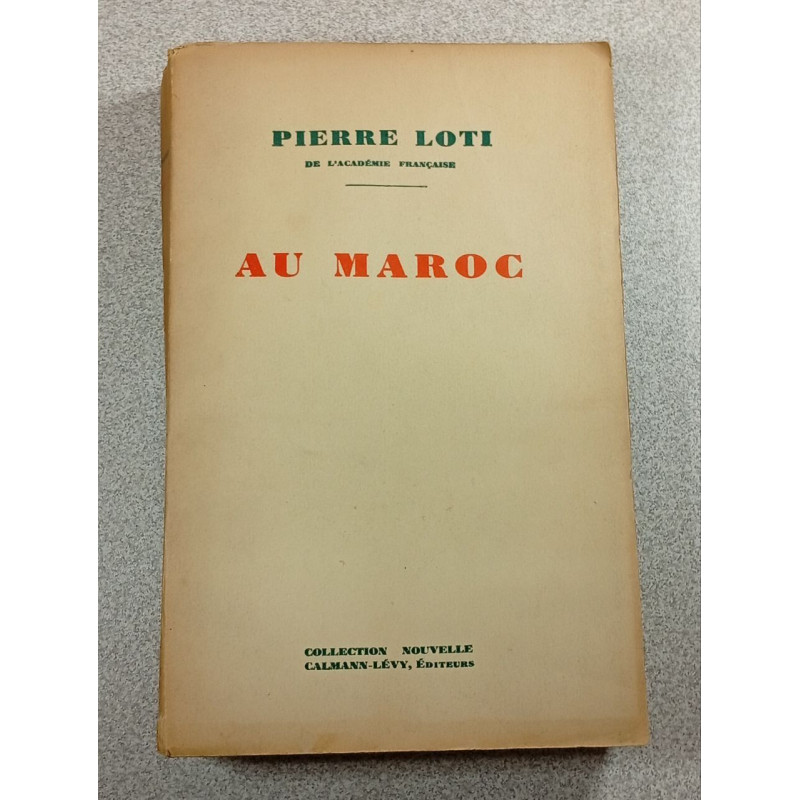 PIERRE LOTI
DE L'ACADÉMIE FRANÇAISE
AU MAROC
COLLECTION NOUVELLE
CALMANN-LÉVY, ÉDITEURS